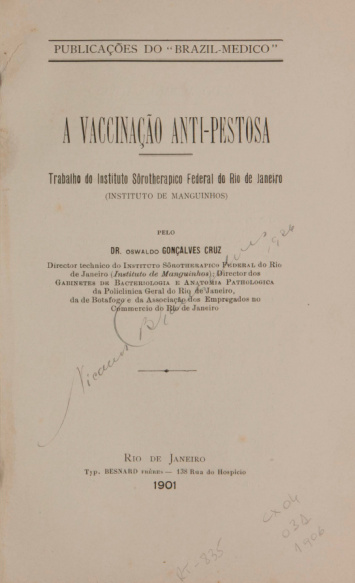 PUBLICAÇÕES DO "BRAZIL-MEDICO"
A VACCINAÇÃO ANTI-PESTOSA
Trabalho do Instituto Sôrotherapico Federal do Rio de Janeiro
(INSTITUTO DE MANGUINHOS)
PELO
DR. OSWALDO GONÇALVES CRUZ
Director technico do INSTITUTO SÔROTHERAPICO FEDERAL do Rio
de Janeiro (Instituto de Manguinhos); Director dos
GABINETES DE BACTERIOLOGIA E ANATOMIA PATHOLOGICA
da Policlinica Geral do Rio de Janeiro,
da de Botafogo e da Associação dos Empregados no
Commercio do Rio de Janeiro
RIO DE JANEIRO
Typ. BESNARD FRÈRES — 138 Rua do Hospicio
1901
CX04
1906